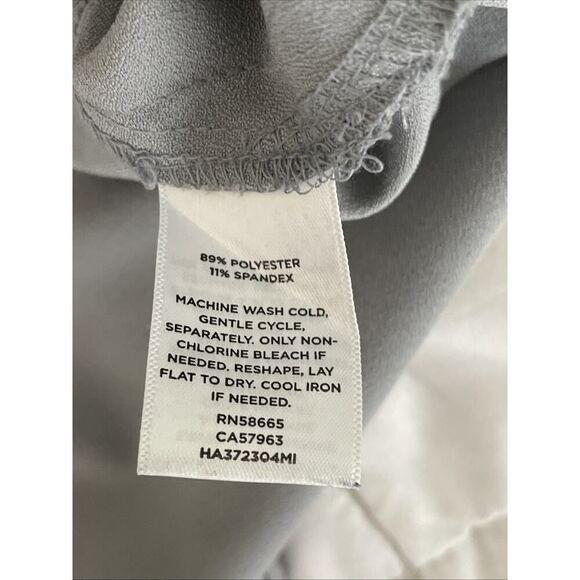 89% POLYESTER
11% SPANDEX
MACHINE WASH COLD,
GENTLE CYCLE,
SEPARATELY. ONLY NON-
CHLORINE BLEACH IF
NEEDED. RESHAPE, LAY
FLAT TO DRY. COOL IRON
IF NEEDED.
RN58665
CA57963
HA372304MI